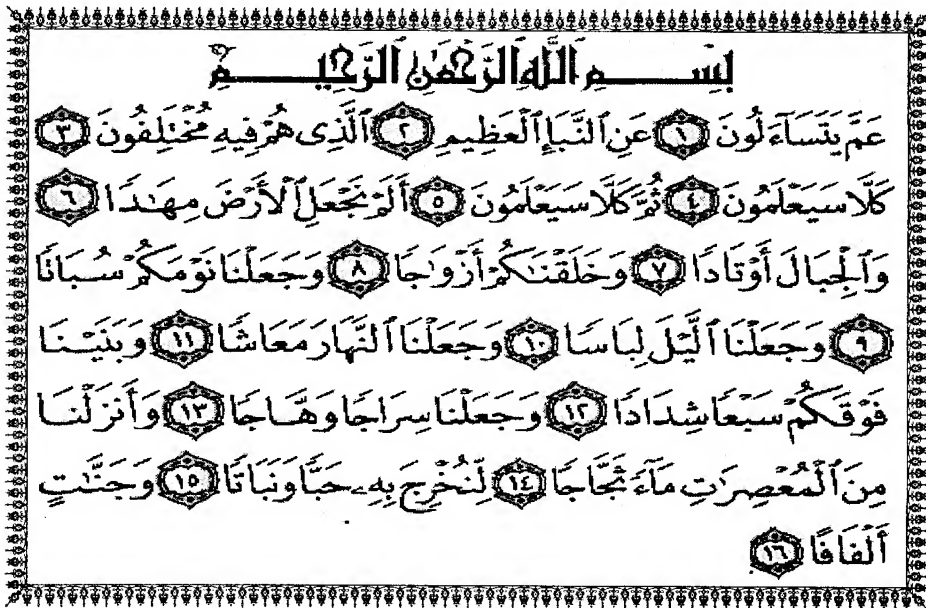 بِسْمِ ٱللَّهِ ٱلرَّحْمَٰنِ ٱلرَّحِيمِ
عَمَّ يَتَسَآءَلُونَ ١ عَنِ ٱلنَّبَإِ ٱلْعَظِيمِ ٢ ٱلَّذِى هُمْ فِيهِ مُخْتَلِفُونَ ٣
كَلَّا سَيَعْلَمُونَ ٤ ثُمَّ كَلَّا سَيَعْلَمُونَ ٥ أَلَمْ نَجْعَلِ ٱلْأَرْضَ مِهَٰدًا ٦
وَٱلْجِبَالَ أَوْتَادًا ٧ وَخَلَقْنَٰكُمْ أَزْوَٰجًا ٨ وَجَعَلْنَا نَوْمَكُمْ سُبَاتًا
٩ وَجَعَلْنَا ٱلَّيْلَ لِبَاسًا ١٠ وَجَعَلْنَا ٱلنَّهَارَ مَعَاشًا ١١ وَبَنَيْنَا
فَوْقَكُمْ سَبْعًا شِدَادًا ١٢ وَجَعَلْنَا سِرَاجًا وَهَّاجًا ١٣ وَأَنزَلْنَا
مِنَ ٱلْمُعْصِرَٰتِ مَآءً ثَجَّاجًا ١٤ لِّنُخْرِجَ بِهِۦ حَبًّا وَنَبَاتًا ١٥ وَجَنَّٰتٍ
أَلْفَافًا ١٦